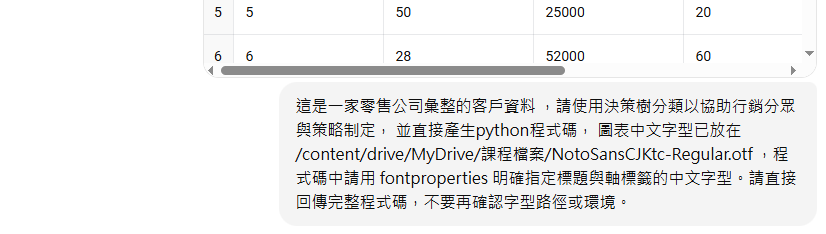 5 5 50 25000 20
6 6 28 52000 60
這是一家零售公司彙整的客戶資料 ，請使用決策樹分類以協助行銷分眾
與策略制定， 並直接產生python程式碼， 圖表中文字型已放在
/content/drive/MyDrive/課程檔案/NotoSansCJKtc-Regular.otf ，程
式碼中請用 fontproperties 明確指定標題與軸標籤的中文字型。請直接
回傳完整程式碼，不要再確認字型路徑或環境。